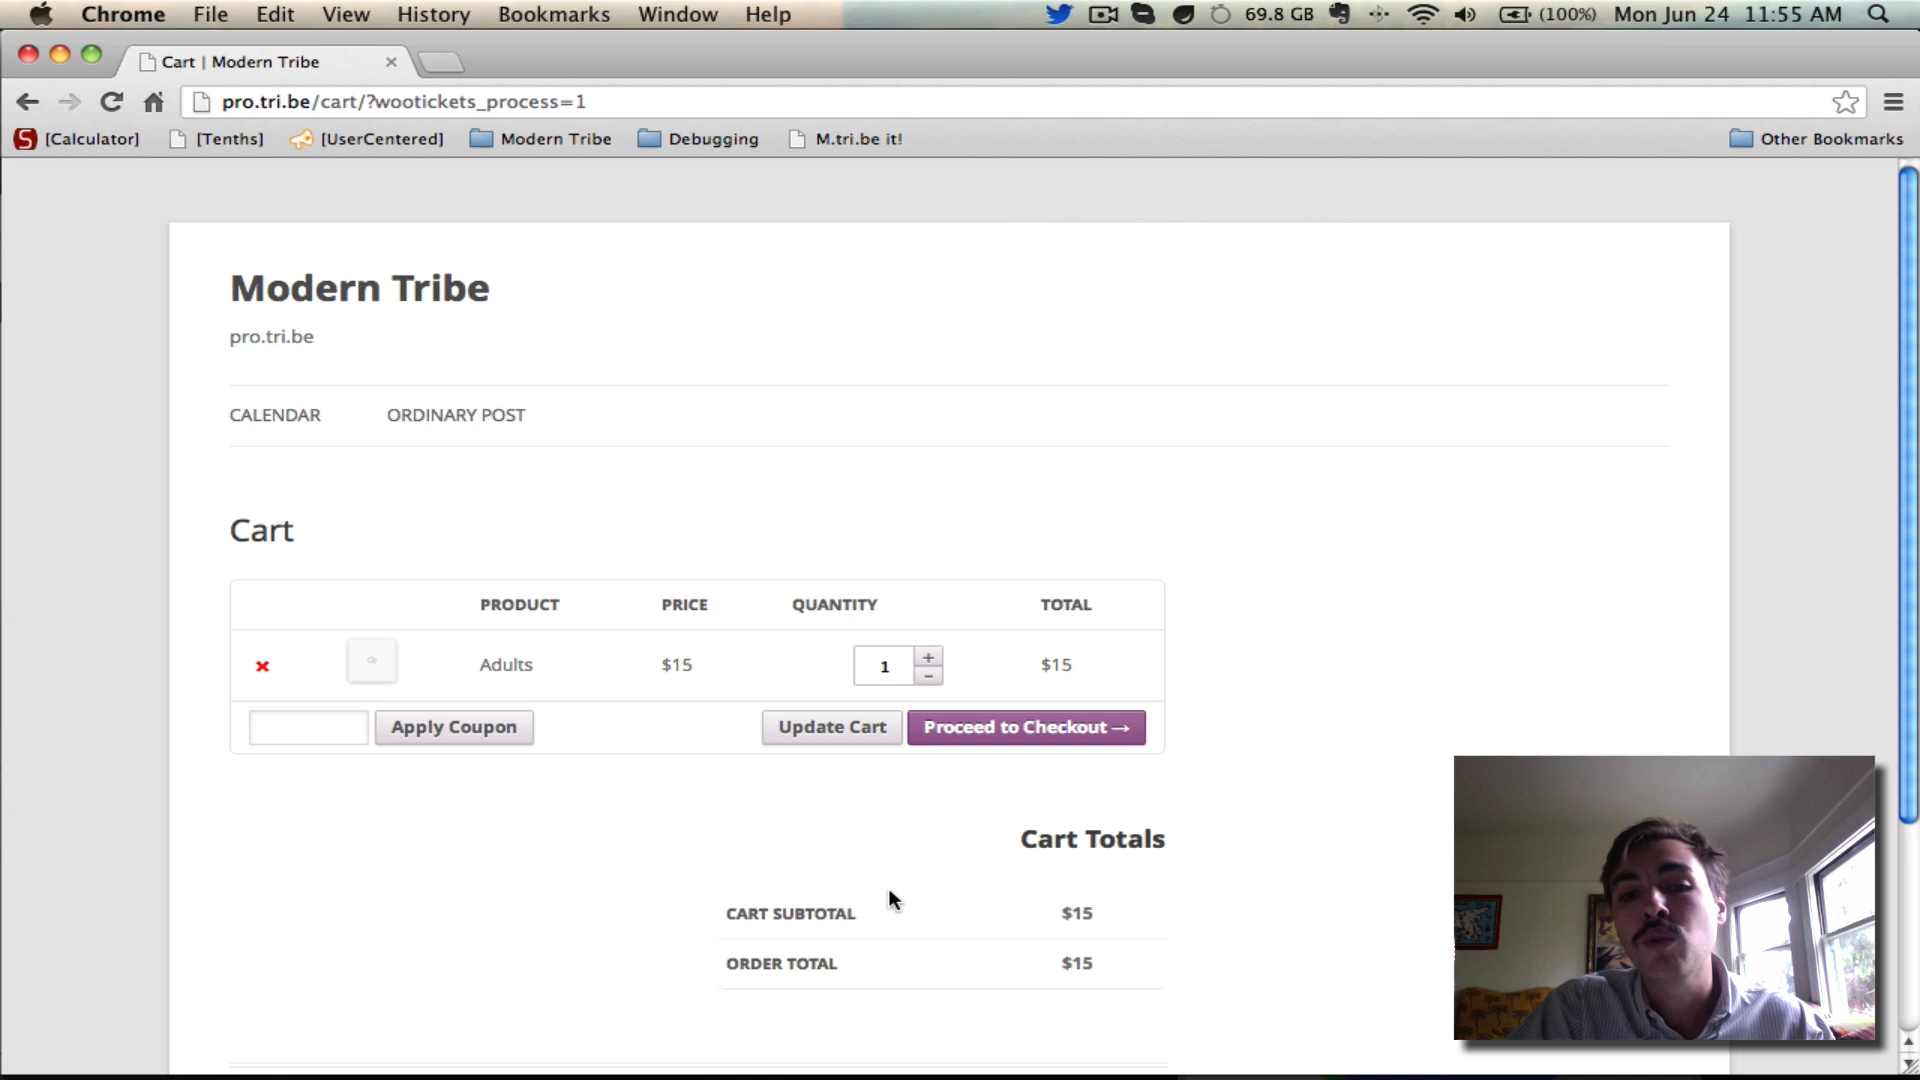 Chrome File Edit View History Bookmarks Window Help 69.8 GB (100%) Mon Jun 24 11:55 AM
Cart | Modern Tribe
pro.tri.be/cart/?wootickets_process=1
[Calculator] [Tenths] [UserCentered] Modern Tribe Debugging M.tri.be it! Other Bookmarks
Modern Tribe
pro.tri.be
CALENDAR ORDINARY POST
Cart
PRODUCT PRICE QUANTITY TOTAL
Adults $15 1 $15
Apply Coupon Update Cart Proceed to Checkout →
Cart Totals
CART SUBTOTAL $15
ORDER TOTAL $15